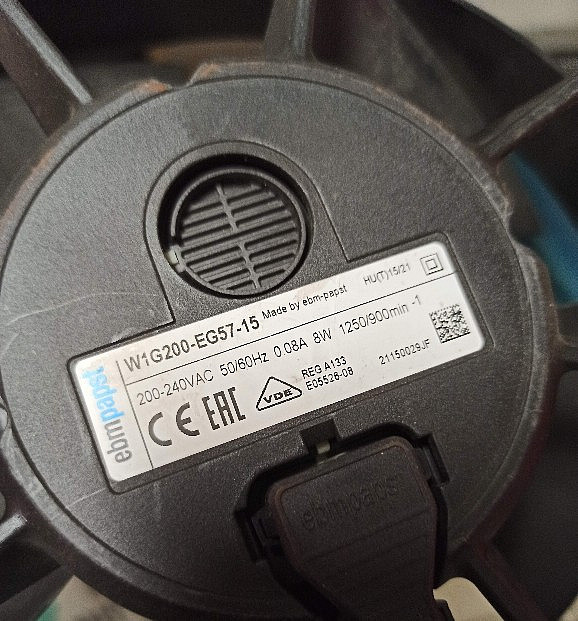 ebmpapst
W1G200-EG57-15 Made by ebm-papst HU(T)15/21
200-240VAC 50/60Hz 0.08A 8W 1250/900min -1
CE EAC VDE REG A133
E05526-08
21150029JF
ebmpaps